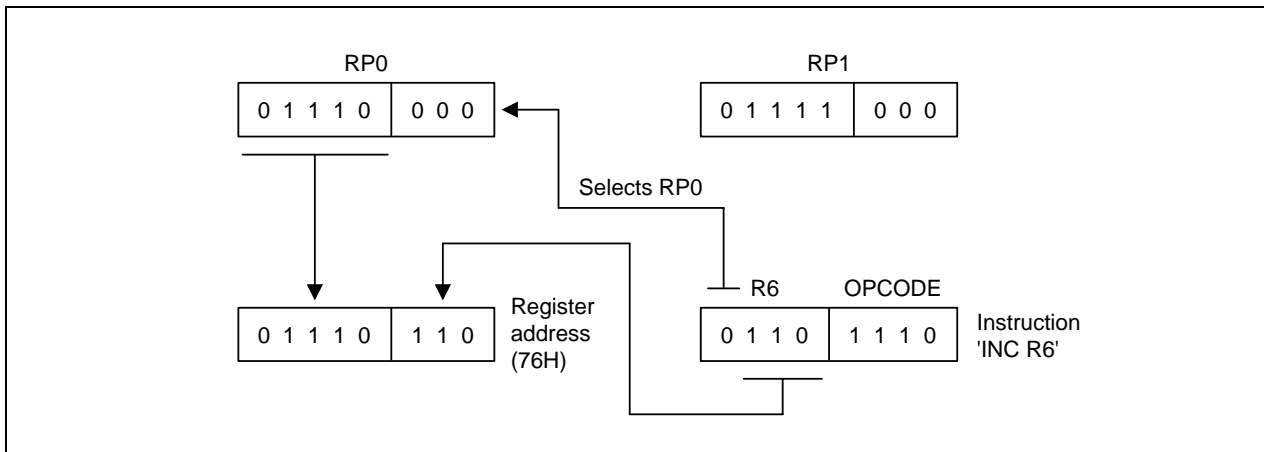 RP0
RP1
0 1 1 1 0 0 0 0
0 1 1 1 1 0 0 0
Selects RP0
R6 OPCODE
0 1 1 1 0 1 1 0
Register
address
(76H)
0 1 1 0 1 1 1 0
Instruction
'INC R6'